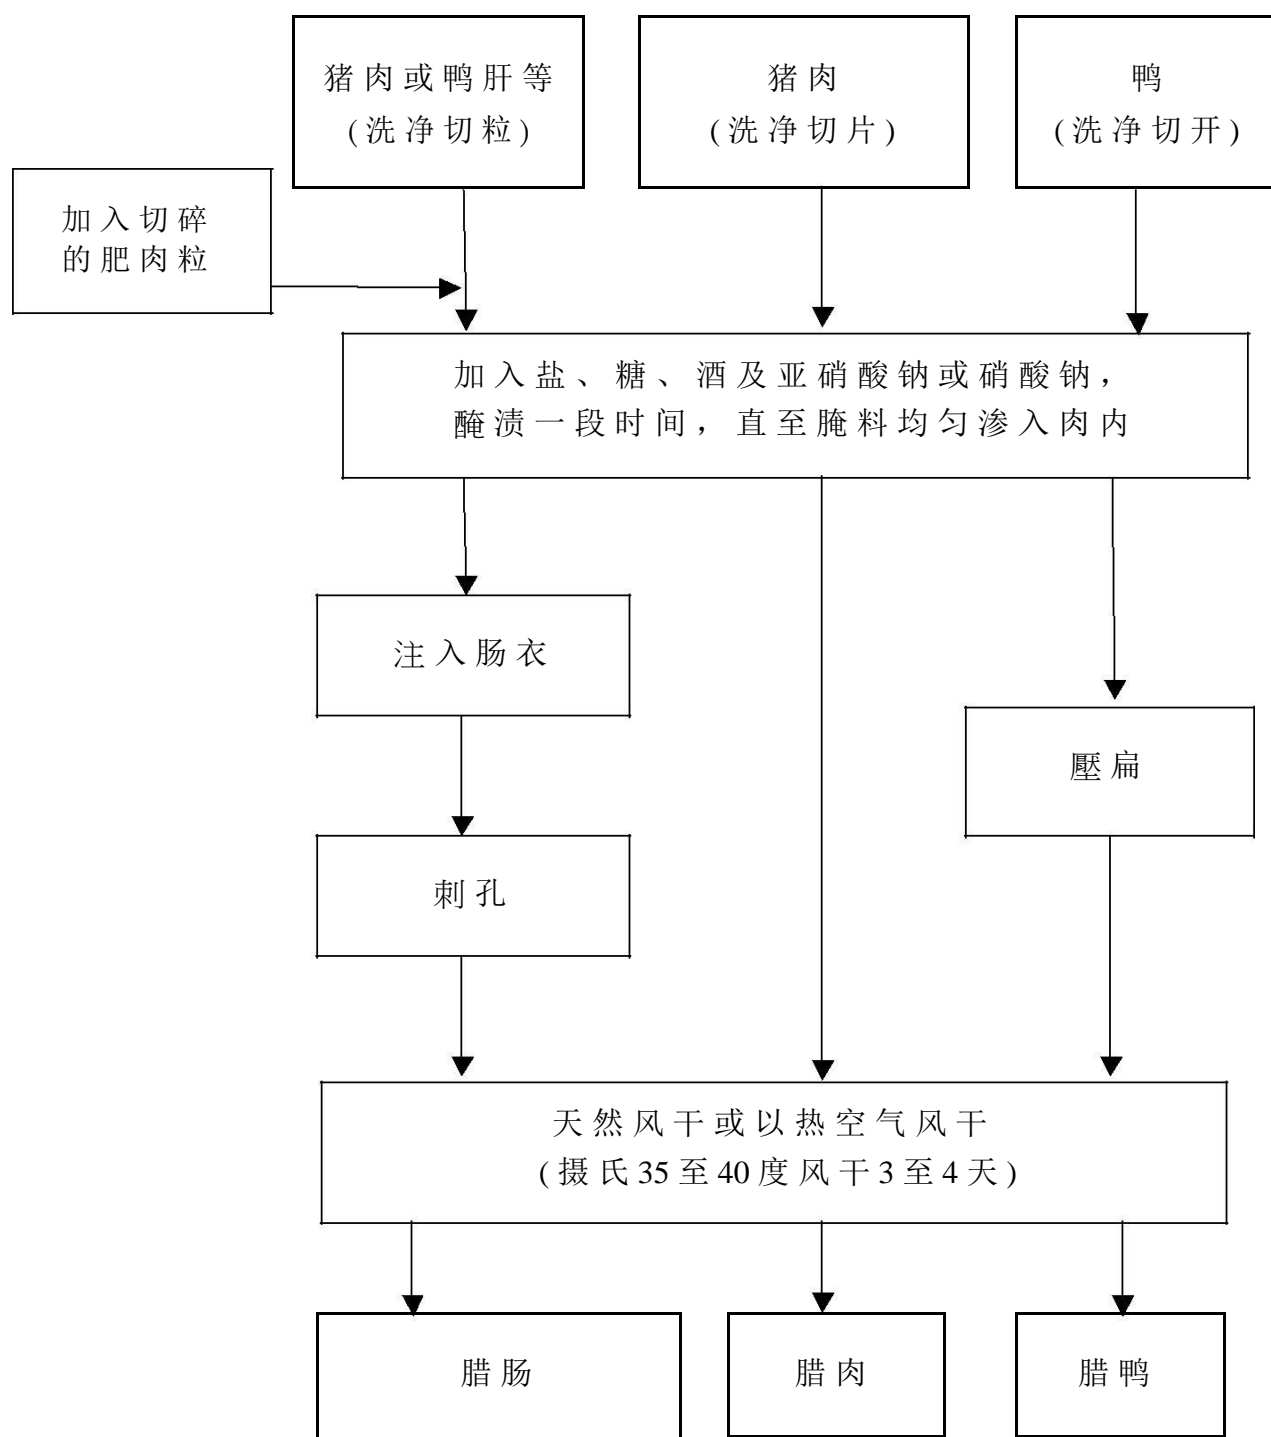 猪肉或鸭肝等
(洗净切粒)
猪肉
(洗净切片)
鸭
(洗净切开)
加入切碎
的肥肉粒
加入盐、糖、酒及亚硝酸钠或硝酸钠，
醃渍一段时间，直至腌料均匀渗入肉内
注入肠衣
壓扁
刺孔
天然风干或以热空气风干
(摄氏35至40度风干3至4天)
腊肠
腊肉
腊鸭